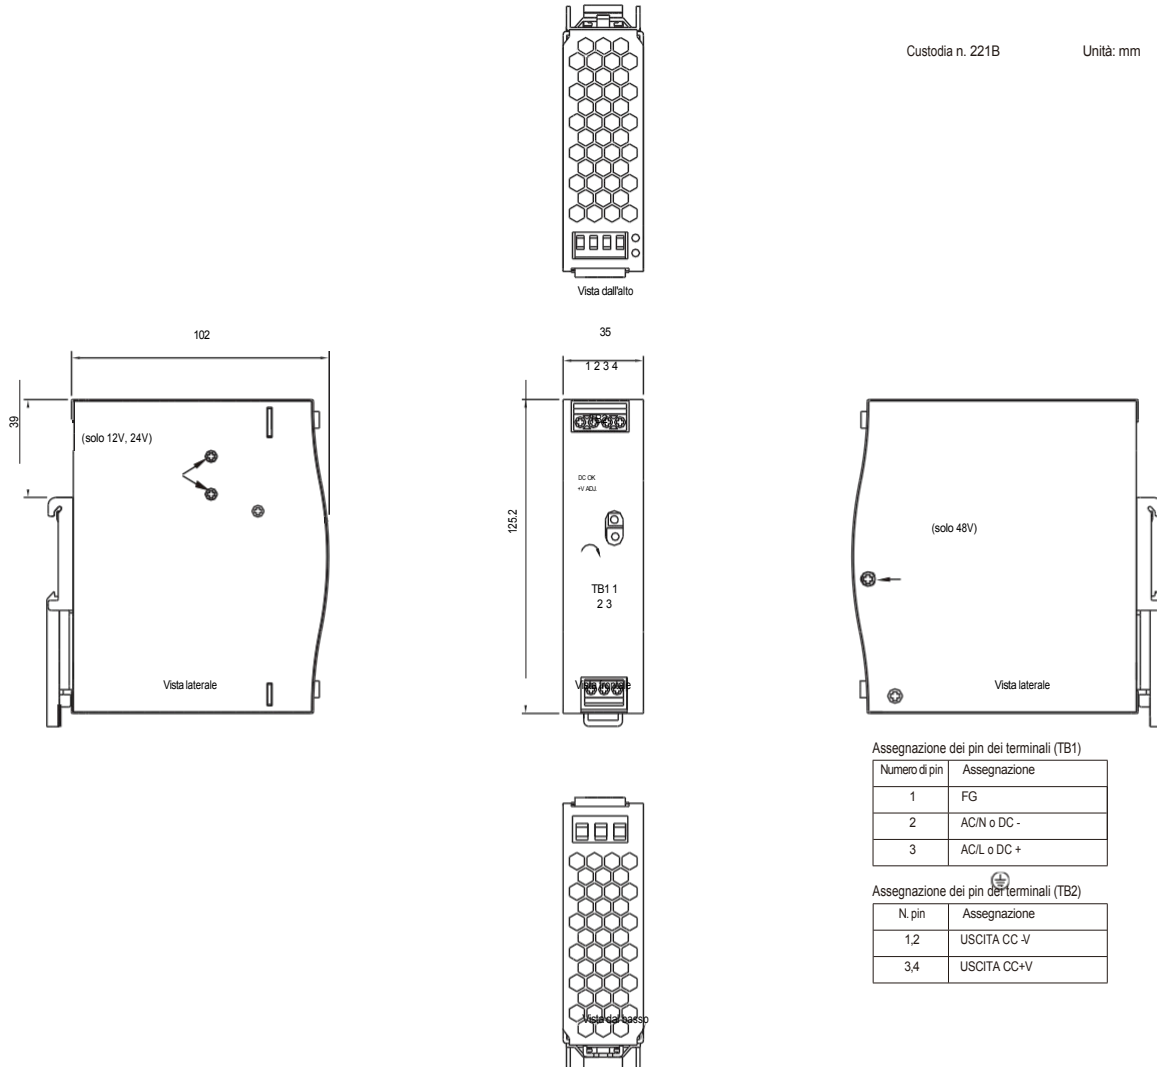 Custodia n. 221B Unità: mm
Vista dall'alto
102
35
1 2 3 4
39
(solo 12V, 24V)
DC OK
+V ADJ.
125.2
(solo 48V)
TB1 1
2 3
Vista laterale
Vista frontale
Vista laterale
Assegnazione dei pin dei terminali (TB1)
Numero di pin Assegnazione
1 FG
2 AC/N o DC -
3 AC/L o DC +
Assegnazione dei pin dei terminali (TB2)
N. pin Assegnazione
1,2 USCITA CC -V
3,4 USCITA CC+V
Vista dal basso